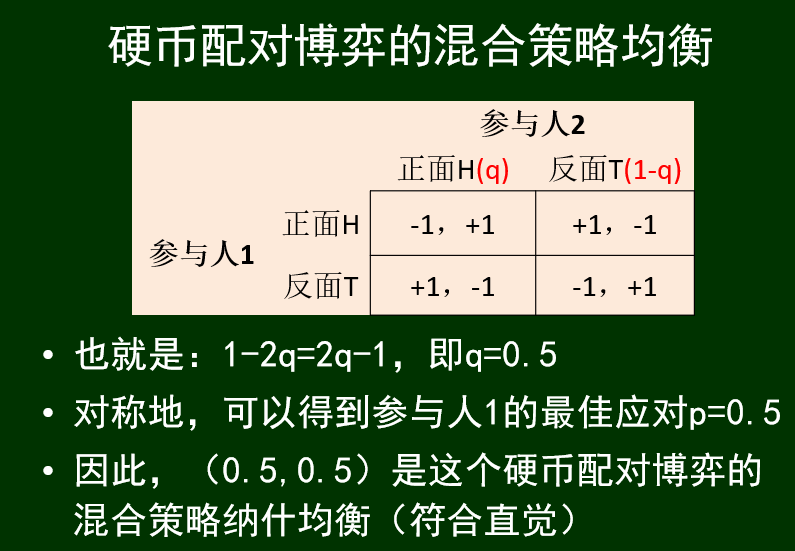 硬币配对博弈的混合策略均衡
参与人2
正面H(q) 反面T(1-q)
正面H -1，+1 +1，-1
参与人1
反面T +1，-1 -1，+1
• 也就是：1-2q=2q-1，即q=0.5
• 对称地，可以得到参与人1的最佳应对p=0.5
• 因此，（0.5,0.5）是这个硬币配对博弈的
混合策略纳什均衡（符合直觉）